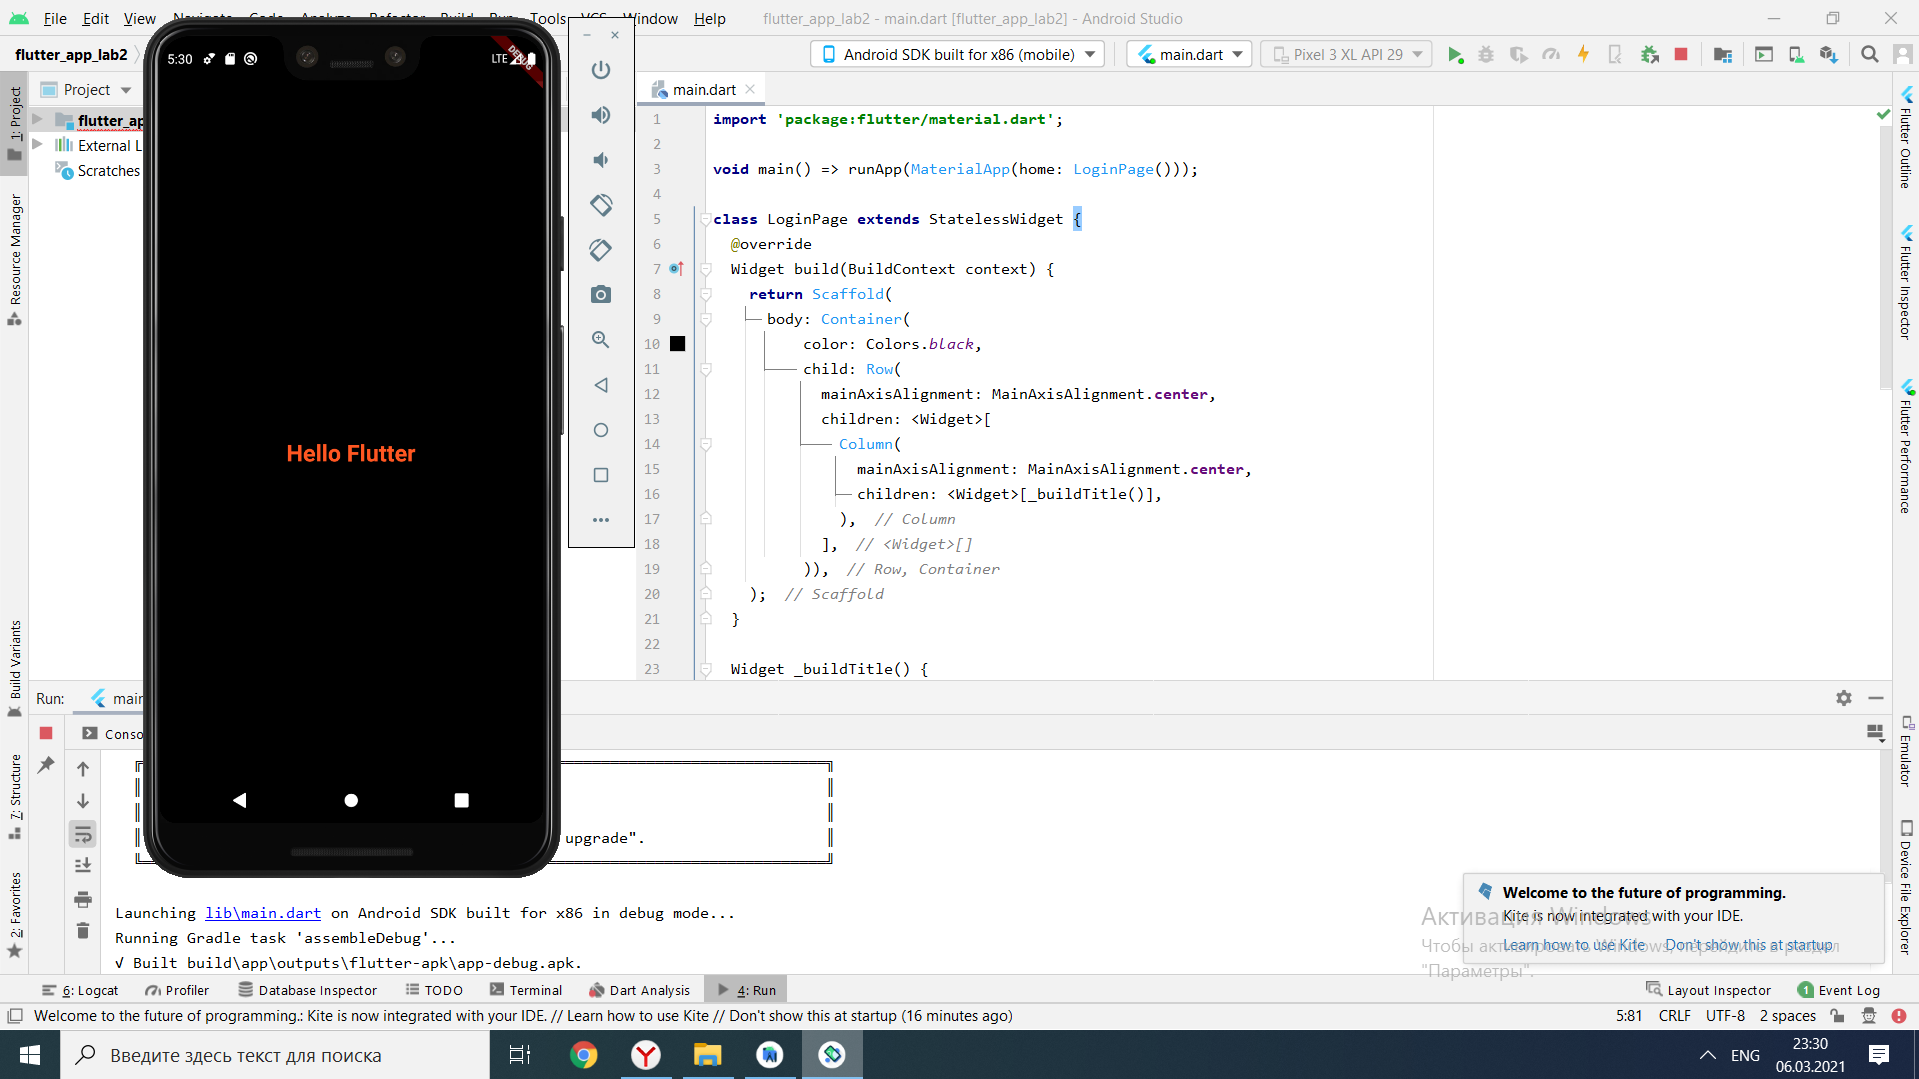 File Edit View Tools Window Help flutter_app_lab2 - main.dart [flutter_app_lab2] - Android Studio
flutter_app_lab2
Android SDK built for x86 (mobile)
main.dart
Pixel 3 XL API 29
Project
main.dart
External L
Scratches
1: Project
Resource Manager
Build Variants
7: Structure
2: Favorites
5:30
LTE
DEBUG
Hello Flutter
1 import 'package:flutter/material.dart';
2
3 void main() => runApp(MaterialApp(home: LoginPage()));
4
5 class LoginPage extends StatelessWidget {
6 @override
7 Widget build(BuildContext context) {
8 return Scaffold(
9 body: Container(
10 color: Colors.black,
11 child: Row(
12 mainAxisAlignment: MainAxisAlignment.center,
13 children: <Widget>[
14 Column(
15 mainAxisAlignment: MainAxisAlignment.center,
16 children: <Widget>[_buildTitle()],
17 ), // Column
18 ], // <Widget>[]
19 )), // Row, Container
20 ); // Scaffold
21 }
22
23 Widget _buildTitle() {
Flutter Outline
Flutter Inspector
Flutter Performance
Emulator
Device File Explorer
Run:
upgrade".
Launching lib\main.dart on Android SDK built for x86 in debug mode...
Running Gradle task 'assembleDebug'...
√ Built build\app\outputs\flutter-apk\app-debug.apk.
Welcome to the future of programming.
Kite is now integrated with your IDE.
Learn how to use Kite Don't show this at startup
Активация Windows
Чтобы активировать Windows, перейдите в раздел
"Параметры".
6: Logcat Profiler Database Inspector TODO Terminal Dart Analysis 4: Run Layout Inspector 1 Event Log
Welcome to the future of programming.: Kite is now integrated with your IDE. // Learn how to use Kite // Don't show this at startup (16 minutes ago) 5:81 CRLF UTF-8 2 spaces
Введите здесь текст для поиска
ENG
23:30
06.03.2021